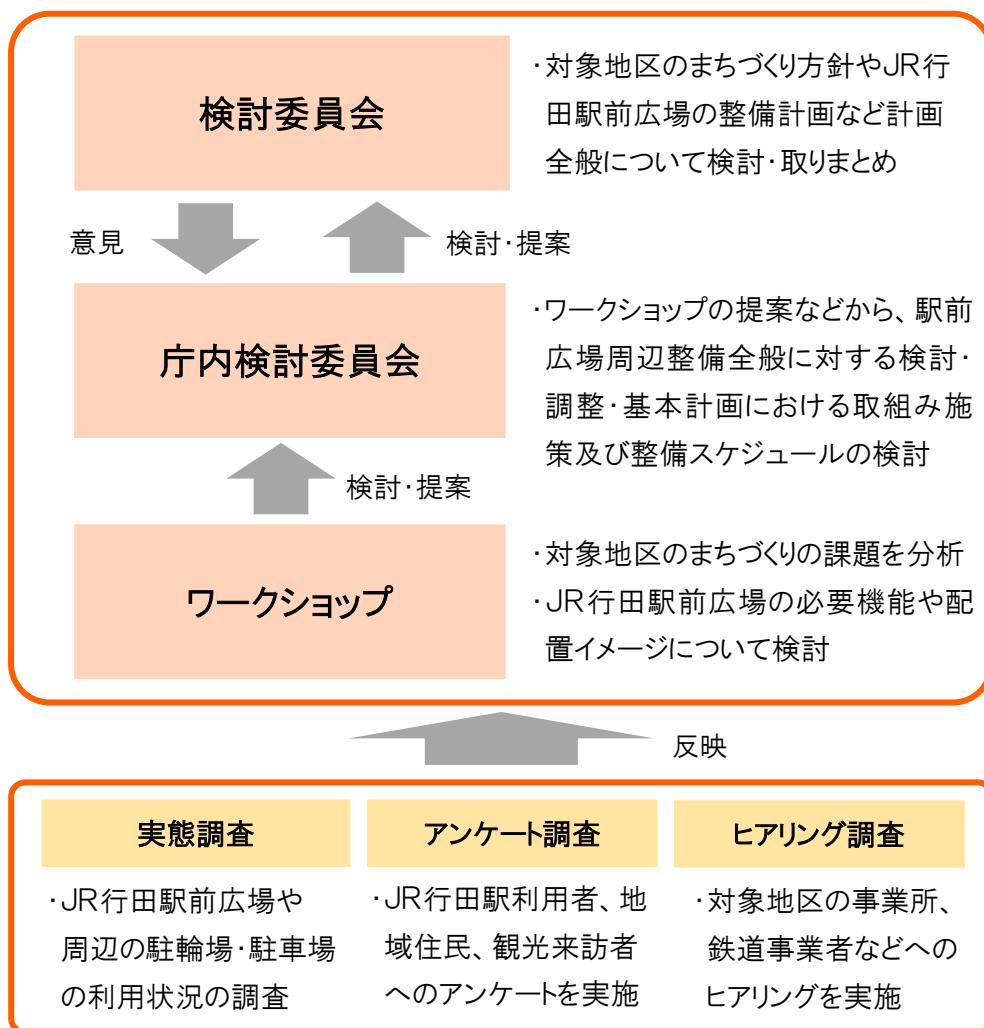 検討委員会
・対象地区のまちづくり方針やJR行
田駅前広場の整備計画など計画
全般について検討・取りまとめ
意見
検討・提案
庁内検討委員会
・ワークショップの提案などから、駅前
広場周辺整備全般に対する検討・
調整・基本計画における取組み施
策及び整備スケジュールの検討
検討・提案
ワークショップ
・対象地区のまちづくりの課題を分析
・JR行田駅前広場の必要機能や配
置イメージについて検討
反映
実態調査
・JR行田駅前広場や
周辺の駐輪場・駐車場
の利用状況の調査
アンケート調査
・JR行田駅利用者、地
域住民、観光来訪者
へのアンケートを実施
ヒアリング調査
・対象地区の事業所、
鉄道事業者などへの
ヒアリングを実施